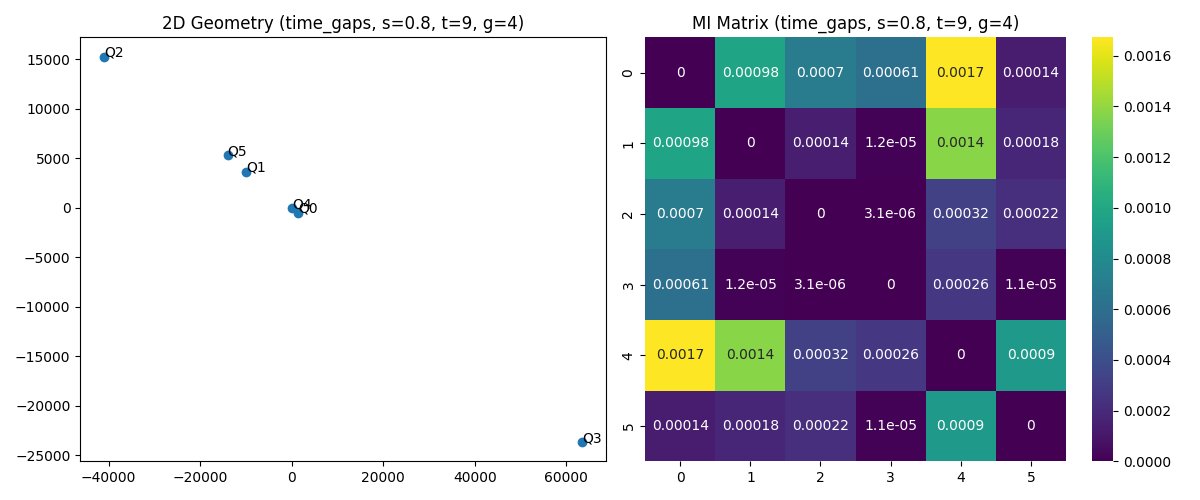 2D Geometry (time_gaps, s=0.8, t=9, g=4)
15000
10000
5000
0
−5000
−10000
−15000
−20000
−25000
Q2
Q5
Q1
Q4
Q0
Q3
−40000 −20000 0 20000 40000 60000
MI Matrix (time_gaps, s=0.8, t=9, g=4)
0 0 0.00098 0.0007 0.00061 0.0017 0.00014
1 0.00098 0 0.00014 1.2e-05 0.0014 0.00018
2 0.0007 0.00014 0 3.1e-06 0.00032 0.00022
3 0.00061 1.2e-05 3.1e-06 0 0.00026 1.1e-05
4 0.0017 0.0014 0.00032 0.00026 0 0.0009
5 0.00014 0.00018 0.00022 1.1e-05 0.0009 0
0 1 2 3 4 5
0.0016
0.0014
0.0012
0.0010
0.0008
0.0006
0.0004
0.0002
0.0000